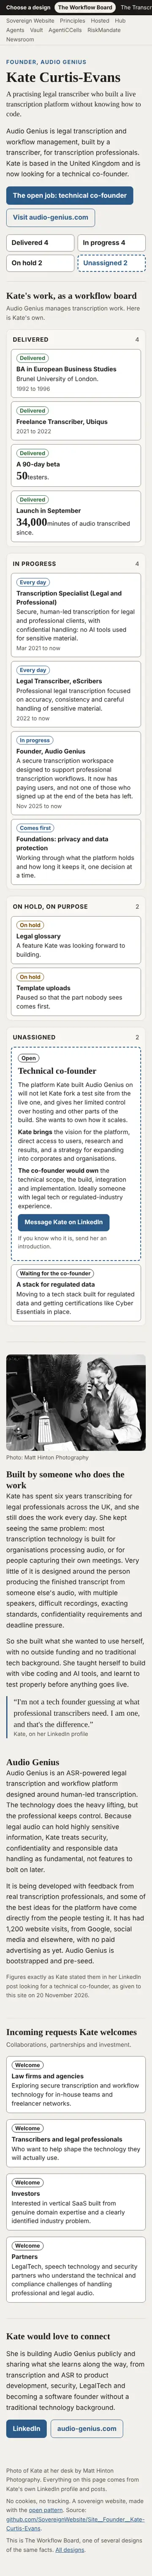 Choose a design
The Workflow Board
The Transcr
Sovereign Website Principles Hosted Hub
Agents Vault AgentiCCells RiskMandate
Newsroom
FOUNDER, AUDIO GENIUS
Kate Curtis-Evans
A practising legal transcriber building a live
transcription platform without knowing how to
code.
Audio Genius is legal transcription and
workflow management, built by a
transcriber, for transcription professionals.
Kate is based in the United Kingdom and is
now looking for a technical co-founder.
The open job: technical co-founder
Visit audio-genius.com
Delivered 4
In progress 4
On hold 2
Unassigned 2
Kate's work, as a workflow board
Audio Genius manages transcription work. Here
is Kate's own.
DELIVERED 4
Delivered
BA in European Business Studies
Brunel University of London.
1992 to 1996
Delivered
Freelance Transcriber, Ubiqus
2021 to 2022
Delivered
A 90-day beta
50testers.
Delivered
Launch in September
34,000minutes of audio transcribed
since.
IN PROGRESS 4
Every day
Transcription Specialist (Legal and
Professional)
Secure, human-led transcription for legal
and professional clients, with
confidential handling: no AI tools used
for sensitive material.
Mar 2021 to now
Every day
Legal Transcriber, eScribers
Professional legal transcription focused
on accuracy, consistency and careful
handling of sensitive material.
2022 to now
In progress
Founder, Audio Genius
A secure transcription workspace
designed to support professional
transcription workflows. It now has
paying users, and not one of those who
signed up at the end of the beta has left.
Nov 2025 to now
Comes first
Foundations: privacy and data
protection
Working through what the platform holds
and how long it keeps it, one decision at
a time.
ON HOLD, ON PURPOSE 2
On hold
Legal glossary
A feature Kate was looking forward to
building.
On hold
Template uploads
Paused so that the part nobody sees
comes first.
UNASSIGNED 2
Open
Technical co-founder
The platform Kate built Audio Genius on
will not let Kate fork a test site from the
live one, and gives her limited control
over backups, hosting and other parts of the
build. She wants to own how it scales.
Kate brings the vision for the platform,
direct access to users, research and
results, and a strategy for expanding
into corporates and organisations.
The co-founder would own the technical
scope, the build, integration
and implementation. Ideally someone
with legal tech or regulated-industry
experience.
Message Kate on LinkedIn
If you know who it is, send her an
introduction.
Waiting for the co-founder
A stack for regulated data
Moving to a tech stack built for regulated
data and getting certifications like Cyber
Essentials in place.
Photo: Matt Hinton Photography
Built by someone who does the
work
Kate has spent six years transcribing for
legal professionals across the UK, and she
still does the work every day. She kept
seeing the same problem: most
transcription technology is built for
organisations processing audio, or for
people capturing their own meetings. Very
little of it is designed around the person
producing the finished transcript from
someone else's audio, with multiple
speakers, difficult recordings, exacting
standards, confidentiality requirements and
deadline pressure.
So she built what she wanted to use herself,
with no outside funding and no traditional
tech background. She taught herself to build
with vibe coding and AI tools, and learnt to
test properly before anything goes live.
“I'm not a tech founder guessing at what
professional transcribers need. I am one,
and that's the difference.”
Kate, on her LinkedIn profile
Audio Genius
Audio Genius is an ASR-powered legal
transcription and workflow platform
designed around human-led transcription.
The technology does the heavy lifting, but
the professional keeps control. Because
legal audio can hold highly sensitive
information, Kate treats security,
confidentiality and responsible data
handling as fundamental, not features to
bolt on later.
It is being developed with feedback from
real transcription professionals, and some of
the best ideas for the platform have come
directly from the people testing it. It has had
1,200 website visits, from Google, social
media and elsewhere, with no paid
advertising as yet. Audio Genius is
bootstrapped and pre-seed.
Figures exactly as Kate stated them in her LinkedIn
post looking for a technical co-founder, as given to
this site on 20 November 2026.
Incoming requests Kate welcomes
Collaborations, partnerships and investment.
Welcome
Law firms and agencies
Exploring secure transcription and workflow
technology for in-house teams and
freelancer networks.
Welcome
Transcribers and legal professionals
Who want to help shape the technology they
will actually use.
Welcome
Investors
Interested in vertical SaaS built from
genuine domain expertise and a clearly
identified industry problem.
Welcome
Partners
LegalTech, speech technology and security
partners who understand the technical and
compliance challenges of handling
professional and legal audio.
Kate would love to connect
She is building Audio Genius publicly and
sharing what she learns along the way, from
transcription and ASR to product
development, security, LegalTech and
becoming a software founder without a
traditional technology background.
LinkedIn
audio-genius.com
Photo of Kate at her desk by Matt Hinton
Photography. Everything on this page comes from
Kate's own LinkedIn profile and posts.
No cookies, no tracking. A sovereign website, made
with the open pattern. Source:
github.com/SovereignWebsite/Site__Founder__Kate-
Curtis-Evans.
This is The Workflow Board, one of several designs
of the same facts. All designs.